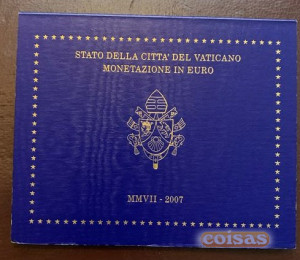 STATO DELLA CITTA' DEL VATICANO
MONETAZIONE IN EURO
MMVII - 2007
coisas